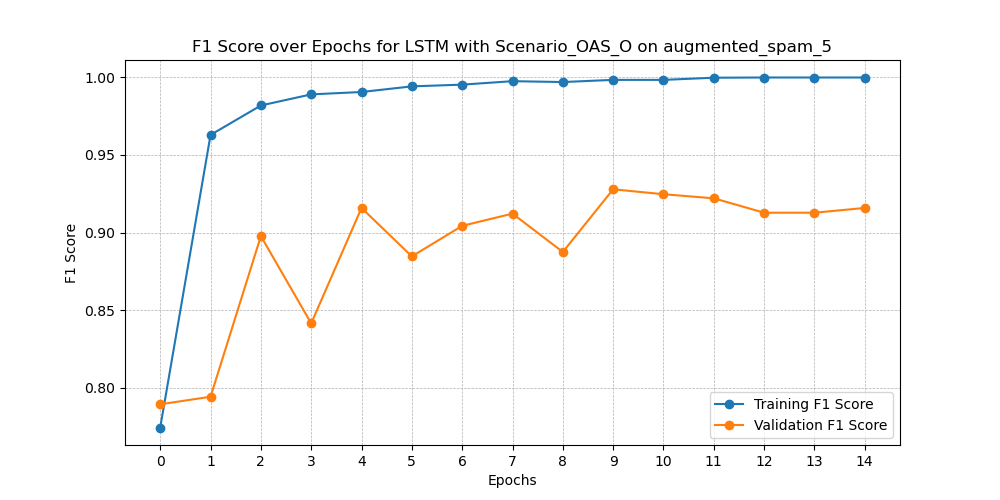 F1 Score over Epochs for LSTM with Scenario_OAS_O on augmented_spam_5
F1 Score
1.00
0.95
0.90
0.85
0.80
0 1 2 3 4 5 6 7 8 9 10 11 12 13 14
Epochs
Training F1 Score
Validation F1 Score